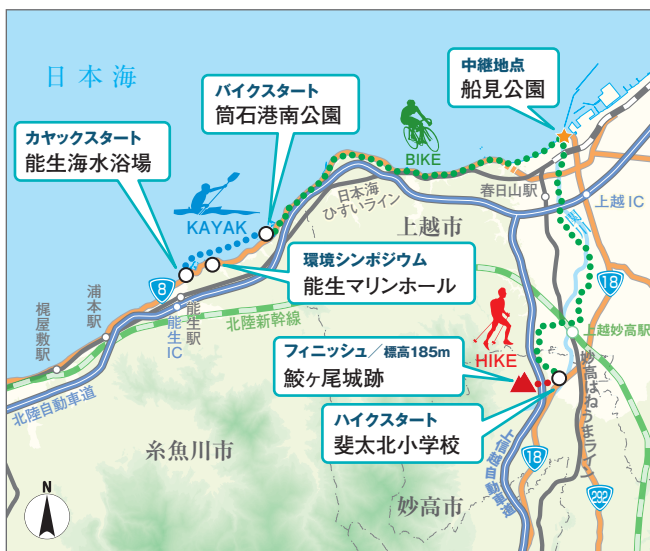 日本海
中継地点
船見公園
バイクスタート
筒石港南公園
カヤックスタート
能生海水浴場
BIKE
KAYAK
日本海
ひすいライン
春日山駅
上越IC
関川
上越市
環境シンポジウム
能生マリンホール
8
浦本駅
梶屋敷駅
能生駅
能生IC
北陸新幹線
北陸自動車道
18
上越妙高駅
HIKE
フィニッシュ/標高185m
鮫ヶ尾城跡
ハイクスタート
斐太北小学校
妙高はねうまライン
上信越自動車道
18
292
糸魚川市
妙高市
N